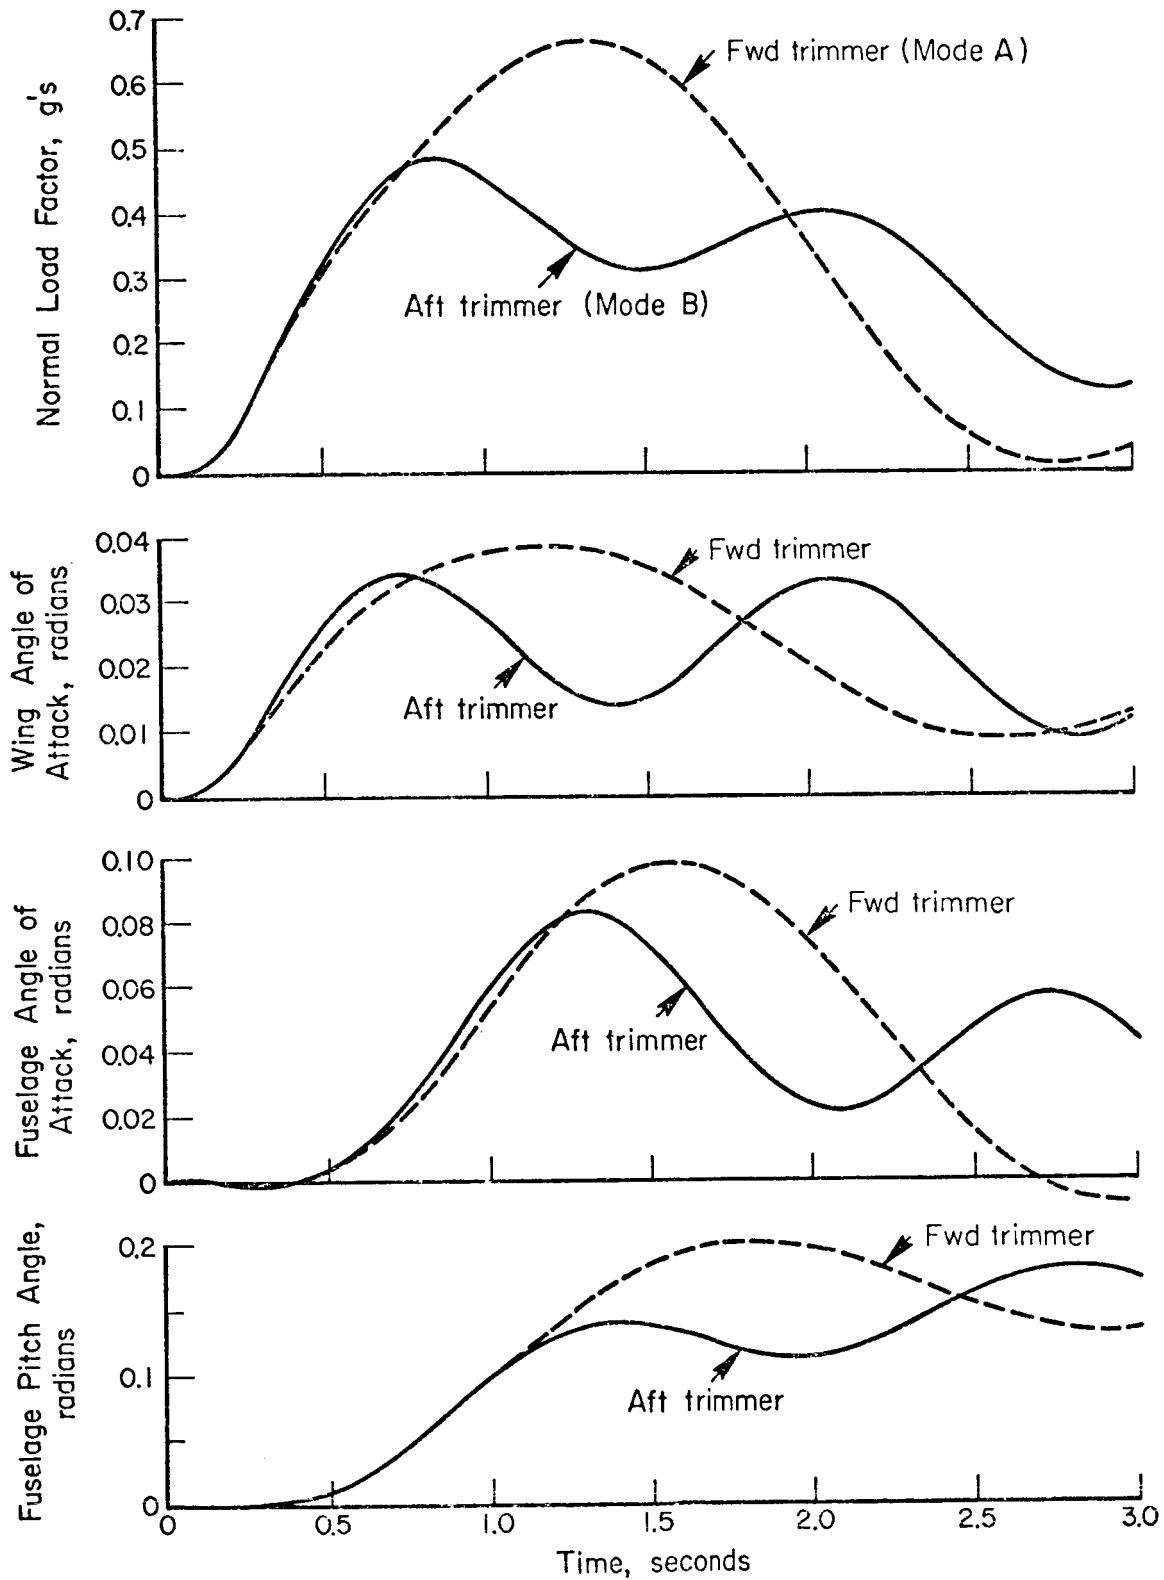 0.7
0.6
0.5
0.4
0.3
0.2
0.1
0
Normal Load Factor, g's
Fwd trimmer (Mode A)
Aft trimmer (Mode B)
0.04
0.03
0.02
0.01
0
Wing Angle of
Attack, radians
Fwd trimmer
Aft trimmer
0.10
0.08
0.06
0.04
0.02
0
Fuselage Angle of
Attack, radians
Fwd trimmer
Aft trimmer
0.2
0.1
0
Fuselage Pitch Angle,
radians
Fwd trimmer
Aft trimmer
0 0.5 1.0 1.5 2.0 2.5 3.0
Time, seconds